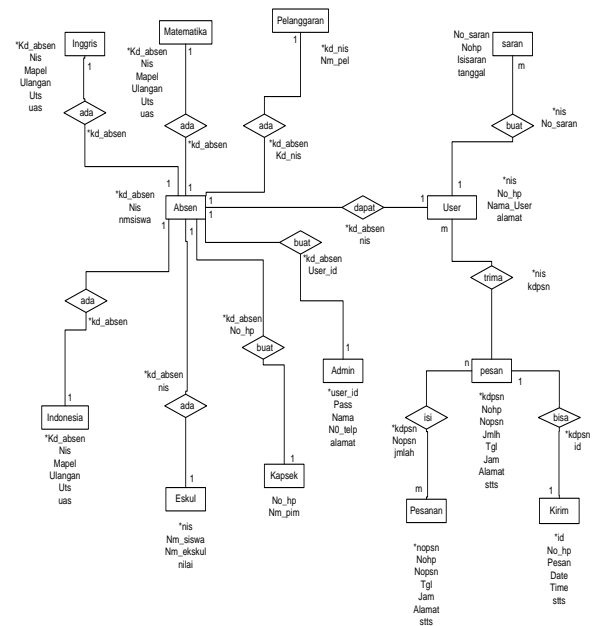 Inggris
*Kd_absen
Nis
Mapel
Ulangan
Uts
uas
1
ada
*kd_absen
1
Matematika
*Kd_absen
Nis
Mapel
Ulangan
Uts
uas
1
ada
*kd_absen
1
Pelanggaran
1
*kd_nis
Nm_pel
ada
*kd_absen
Kd_nis
1
saran
No_saran
Nohp
Isisaran
tanggal
m
buat
*nis
No_saran
1
Absen
*kd_absen
Nis
nmsiswa
1
dapat
*kd_absen
nis
1
User
*nis
No_hp
Nama_User
alamat
m
trima
*nis
kdpsn
n
1
ada
*kd_absen
1
Indonesia
*Kd_absen
Nis
Mapel
Ulangan
Uts
uas
1
*kd_absen
nis
ada
1
Eskul
*nis
Nm_siswa
Nm_ekskul
nilai
1
*kd_absen
No_hp
buat
1
Kapsek
No_hp
Nm_pim
1
buat
*kd_absen
User_id
1
Admin
*user_id
Pass
Nama
N0_telp
alamat
pesan
*kdpsn
Nohp
Nopsn
Jmlh
Tgl
Jam
Alamat
stts
1
isi
*kdpsn
Nopsn
jmlah
m
Pesanan
*nopsn
Nohp
Nopsn
Tgl
Jam
Alamat
stts
bisa
*kdpsn
id
1
Kirim
*id
No_hp
Pesan
Date
Time
stts